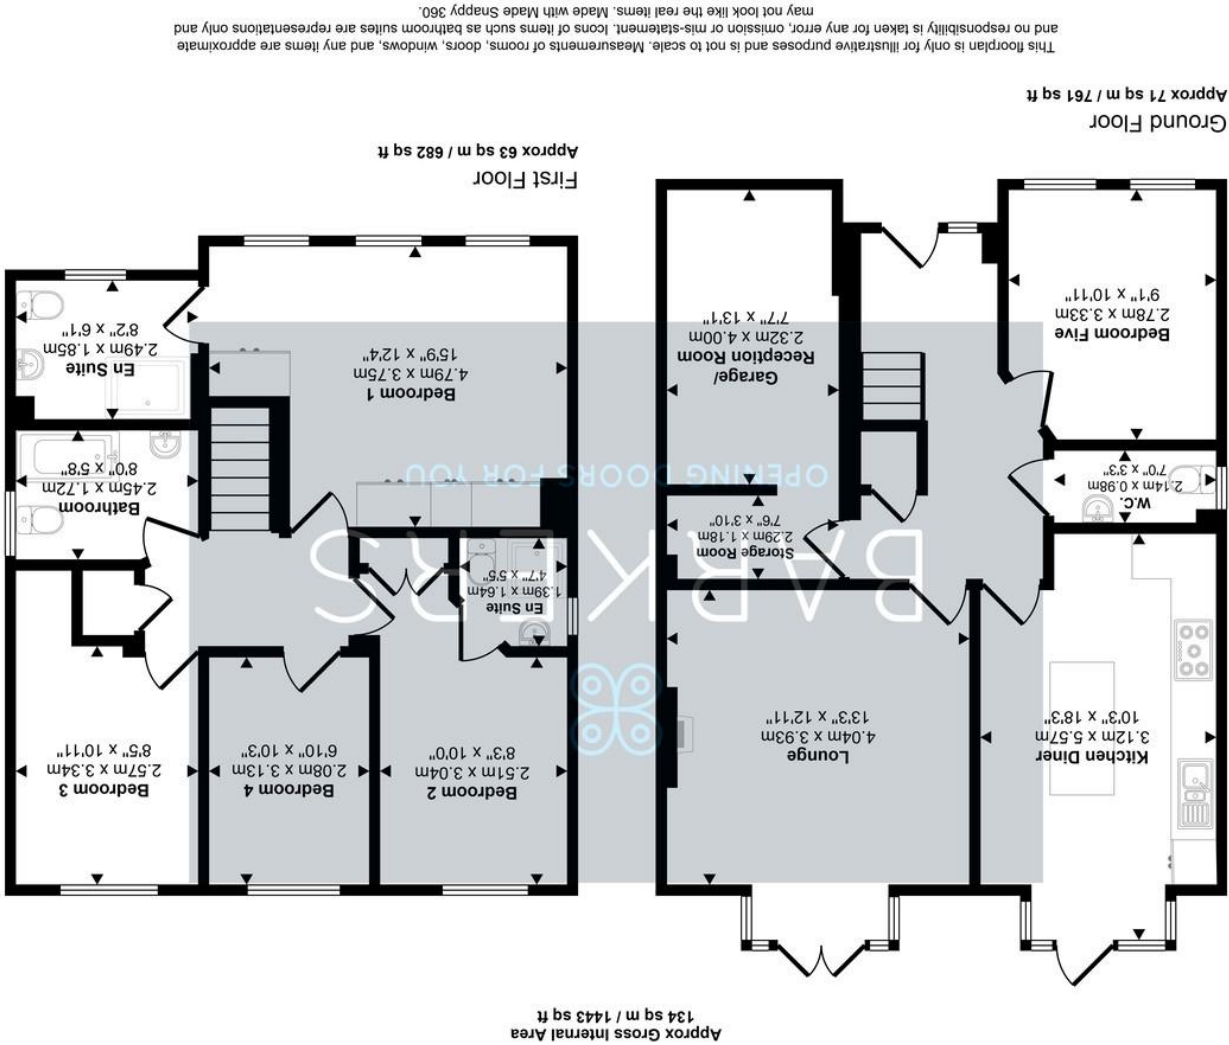 Approx Gross Internal Area
134 sq m / 1443 sq ft
Kitchen Diner
3.12m x 5.57m
10'3" x 18'3"
Lounge
4.04m x 3.93m
13'3" x 12'11"
Bedroom 2
2.51m x 3.04m
8'3" x 10'0"
Bedroom 4
2.08m x 3.13m
6'10" x 10'3"
Bedroom 3
2.57m x 3.34m
8'5" x 10'11"
W.C.
2.14m x 0.98m
7'0" x 3'3"
Storage Room
2.29m x 1.18m
7'6" x 3'10"
En Suite
1.39m x 1.64m
4'7" x 5'5"
Bathroom
2.45m x 1.72m
8'0" x 5'8"
BARKERS
OPENING DOORS FOR YOU
Bedroom Five
2.78m x 3.33m
9'1" x 10'11"
Garage/
Reception Room
2.32m x 4.00m
7'7" x 13'1"
Bedroom 1
4.79m x 3.75m
15'9" x 12'4"
En Suite
2.49m x 1.85m
8'2" x 6'1"
Ground Floor
Approx 71 sq m / 761 sq ft
First Floor
Approx 63 sq m / 682 sq ft
This floorplan is only for illustrative purposes and is not to scale. Measurements of rooms, doors, windows, and any items are approximate
and no responsibility is taken for any error, omission or mis-statement. Icons of items such as bathroom suites are representations only and
may not look like the real items. Made with Made Snappy 360.